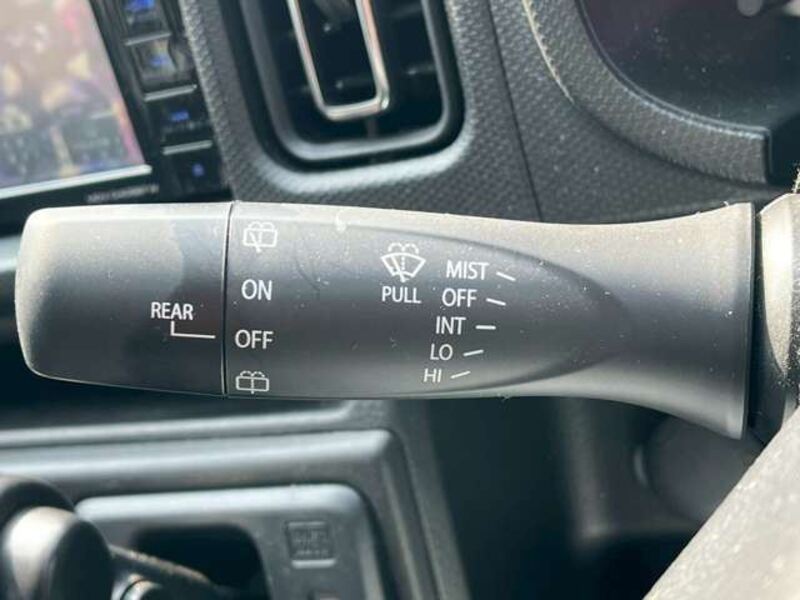 REAR
ON
OFF
PULL
MIST
OFF
INT
LO
HI